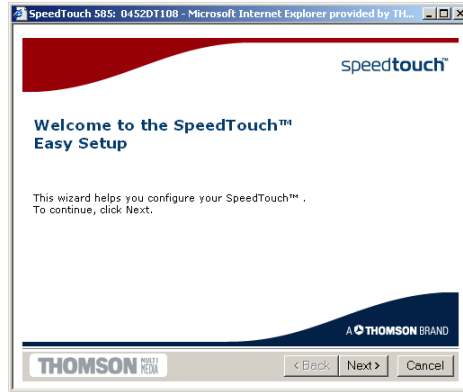 SpeedTouch 585: 0452DT108 - Microsoft Internet Explorer provided by TH...
speedtouch™
Welcome to the SpeedTouch™
Easy Setup
This wizard helps you configure your SpeedTouch™ .
To continue, click Next.
A THOMSON BRAND
THOMSON MULTI MEDIA
< Back
Next >
Cancel